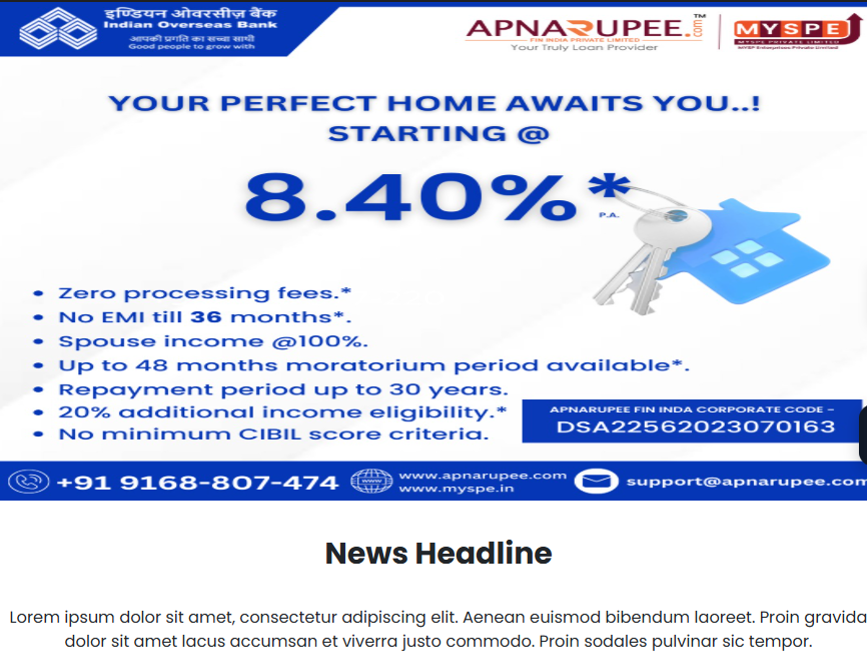 इण्डियन ओवरसीज़ बैंक
Indian Overseas Bank
आपकी प्रगति का सच्चा साथी
Good people to grow with
APNARUPEE.com™
FIN INDIA PRIVATE LIMITED
Your Truly Loan Provider
MYSPE
MYSPE PRIVATE LIMITED
MYSP Enterprises Private Limited
YOUR PERFECT HOME AWAITS YOU..!
STARTING @
8.40%*
P.A.
• Zero processing fees.*
• No EMI till 36 months*.
• Spouse income @100%.
• Up to 48 months moratorium period available*.
• Repayment period up to 30 years.
• 20% additional income eligibility.*
• No minimum CIBIL score criteria.
APNARUPEE FIN INDA CORPORATE CODE -
DSA22562023070163
+91 9168-807-474
www.apnarupee.com
www.myspe.in
support@apnarupee.com
News Headline
Lorem ipsum dolor sit amet, consectetur adipiscing elit. Aenean euismod bibendum laoreet. Proin gravida
dolor sit amet lacus accumsan et viverra justo commodo. Proin sodales pulvinar sic tempor.